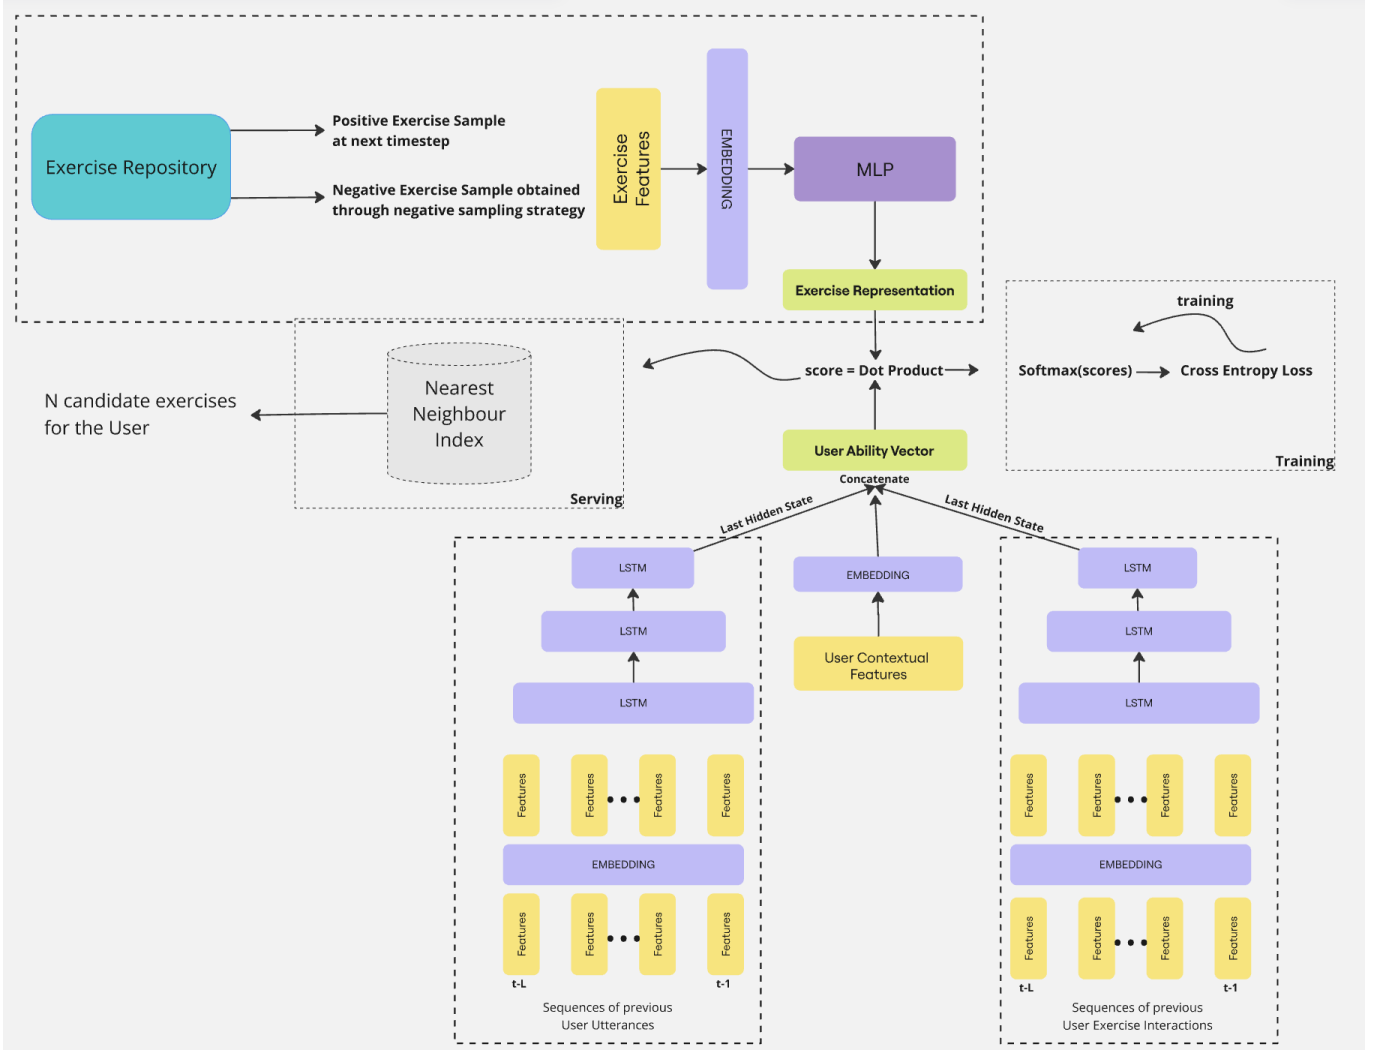 Exercise Repository
Positive Exercise Sample
at next timestep
Negative Exercise Sample obtained
through negative sampling strategy
Exercise
Features
EMBEDDING
MLP
Exercise Representation
training
score = Dot Product
Softmax(scores)
Cross Entropy Loss
Training
N candidate exercises
for the User
Nearest
Neighbour
Index
Serving
User Ability Vector
Concatenate
Last Hidden State
Last Hidden State
LSTM
LSTM
LSTM
Features
Features
Features
Features
EMBEDDING
Features
Features
Features
Features
t-L
t-1
Sequences of previous
User Utterances
EMBEDDING
User Contextual
Features
LSTM
LSTM
LSTM
Features
Features
Features
Features
EMBEDDING
Features
Features
Features
Features
t-L
t-1
Sequences of previous
User Exercise Interactions